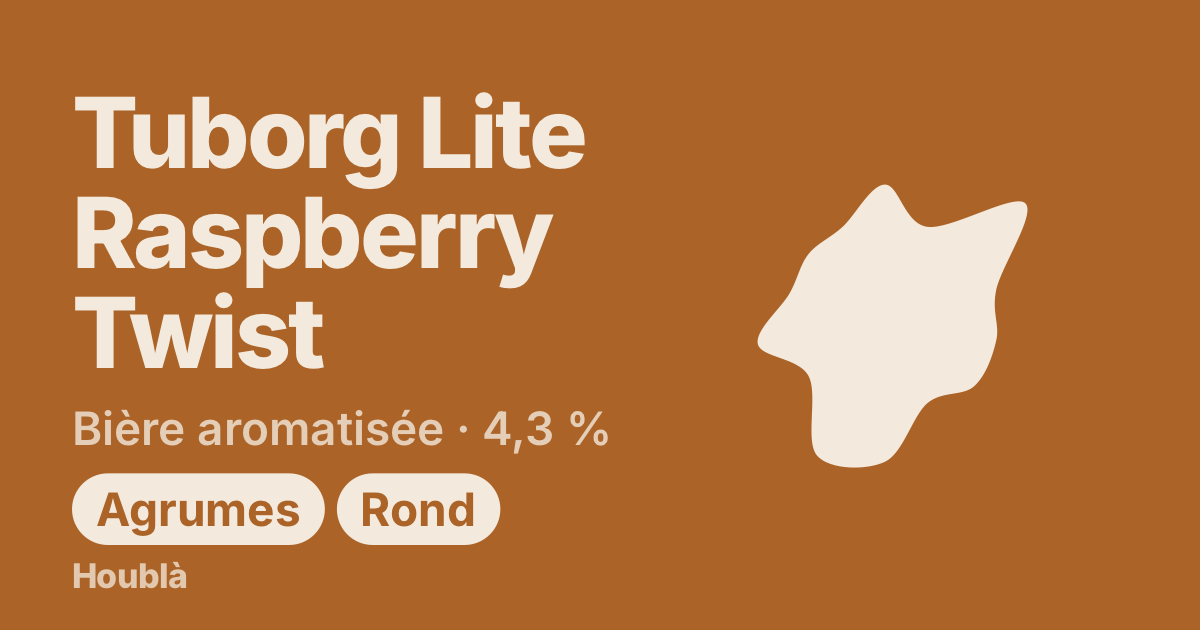 Tuborg Lite
Raspberry
Twist
Bière aromatisée · 4,3 %
Agrumes Rond
Houblà